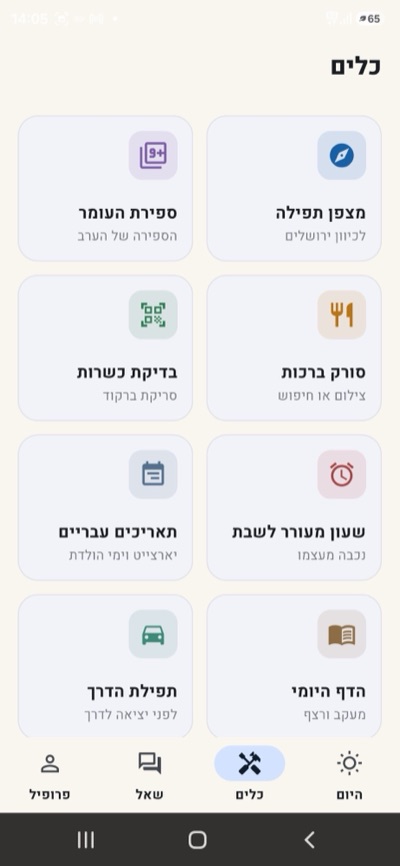 14:05
65
כלים
מצפן תפילה
לכיוון ירושלים
ספירת העומר
הספירה של הערב
9+
סורק ברכות
צילום או חיפוש
בדיקת כשרות
סריקת ברקוד
שעון מעורר לשבת
נכבה מעצמו
תאריכים עבריים
יארצייט וימי הולדת
הדף היומי
מעקב ורצף
תפילת הדרך
לפני יציאה לדרך
היום
כלים
שאל
פרופיל